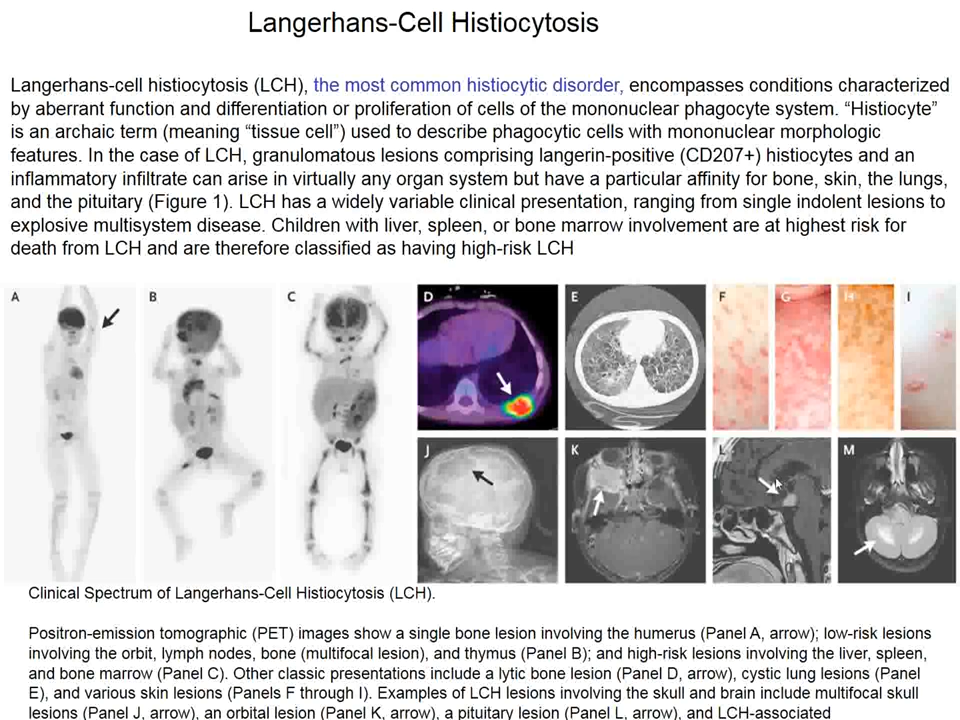 Langerhans-Cell Histiocytosis
Langerhans-cell histiocytosis (LCH), the most common histiocytic disorder, encompasses conditions characterized
by aberrant function and differentiation or proliferation of cells of the mononuclear phagocyte system. “Histiocyte”
is an archaic term (meaning “tissue cell”) used to describe phagocytic cells with mononuclear morphologic
features. In the case of LCH, granulomatous lesions comprising langerin-positive (CD207+) histiocytes and an
inflammatory infiltrate can arise in virtually any organ system but have a particular affinity for bone, skin, the lungs,
and the pituitary (Figure 1). LCH has a widely variable clinical presentation, ranging from single indolent lesions to
explosive multisystem disease. Children with liver, spleen, or bone marrow involvement are at highest risk for
death from LCH and are therefore classified as having high-risk LCH
A B C D E F G H I
J K L M
Clinical Spectrum of Langerhans-Cell Histiocytosis (LCH).
Positron-emission tomographic (PET) images show a single bone lesion involving the humerus (Panel A, arrow); low-risk lesions
involving the orbit, lymph nodes, bone (multifocal lesion), and thymus (Panel B); and high-risk lesions involving the liver, spleen,
and bone marrow (Panel C). Other classic presentations include a lytic bone lesion (Panel D, arrow), cystic lung lesions (Panel
E), and various skin lesions (Panels F through I). Examples of LCH lesions involving the skull and brain include multifocal skull
lesions (Panel J, arrow), an orbital lesion (Panel K, arrow), a pituitary lesion (Panel L, arrow), and LCH-associated